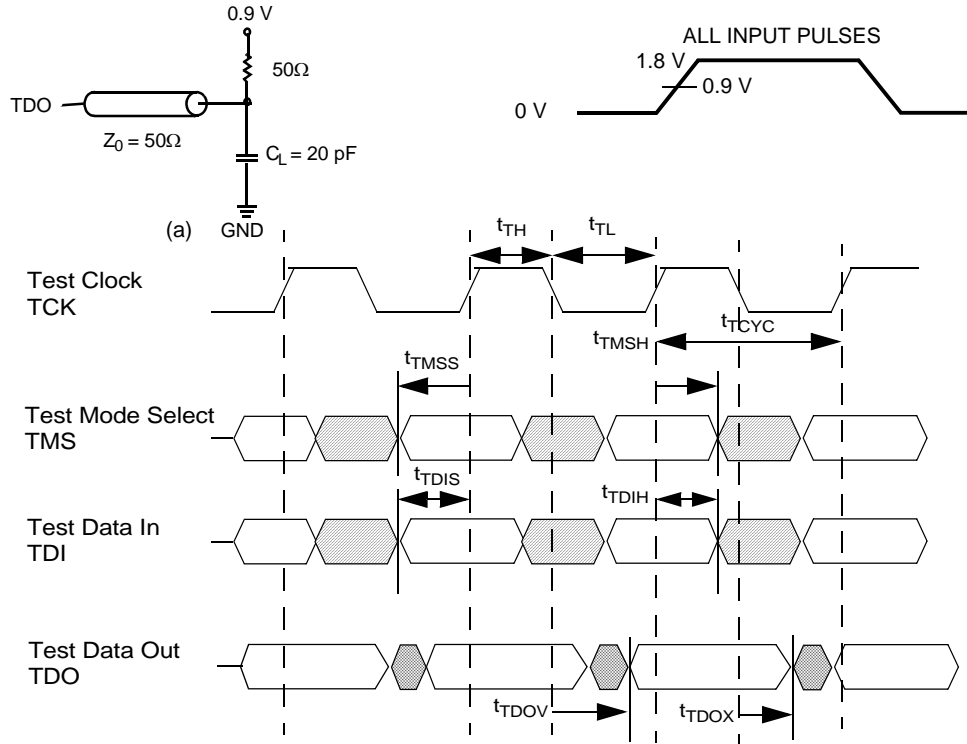 0.9 V
50Ω
TDO
Z0 = 50Ω
CL = 20 pF
(a)
GND
ALL INPUT PULSES
1.8 V
0.9 V
0 V
tTH
tTL
Test Clock
TCK
tTMSH
tTCYC
tTMSS
Test Mode Select
TMS
tTDIS
tTDIH
Test Data In
TDI
Test Data Out
TDO
tTDOV
tTDOX